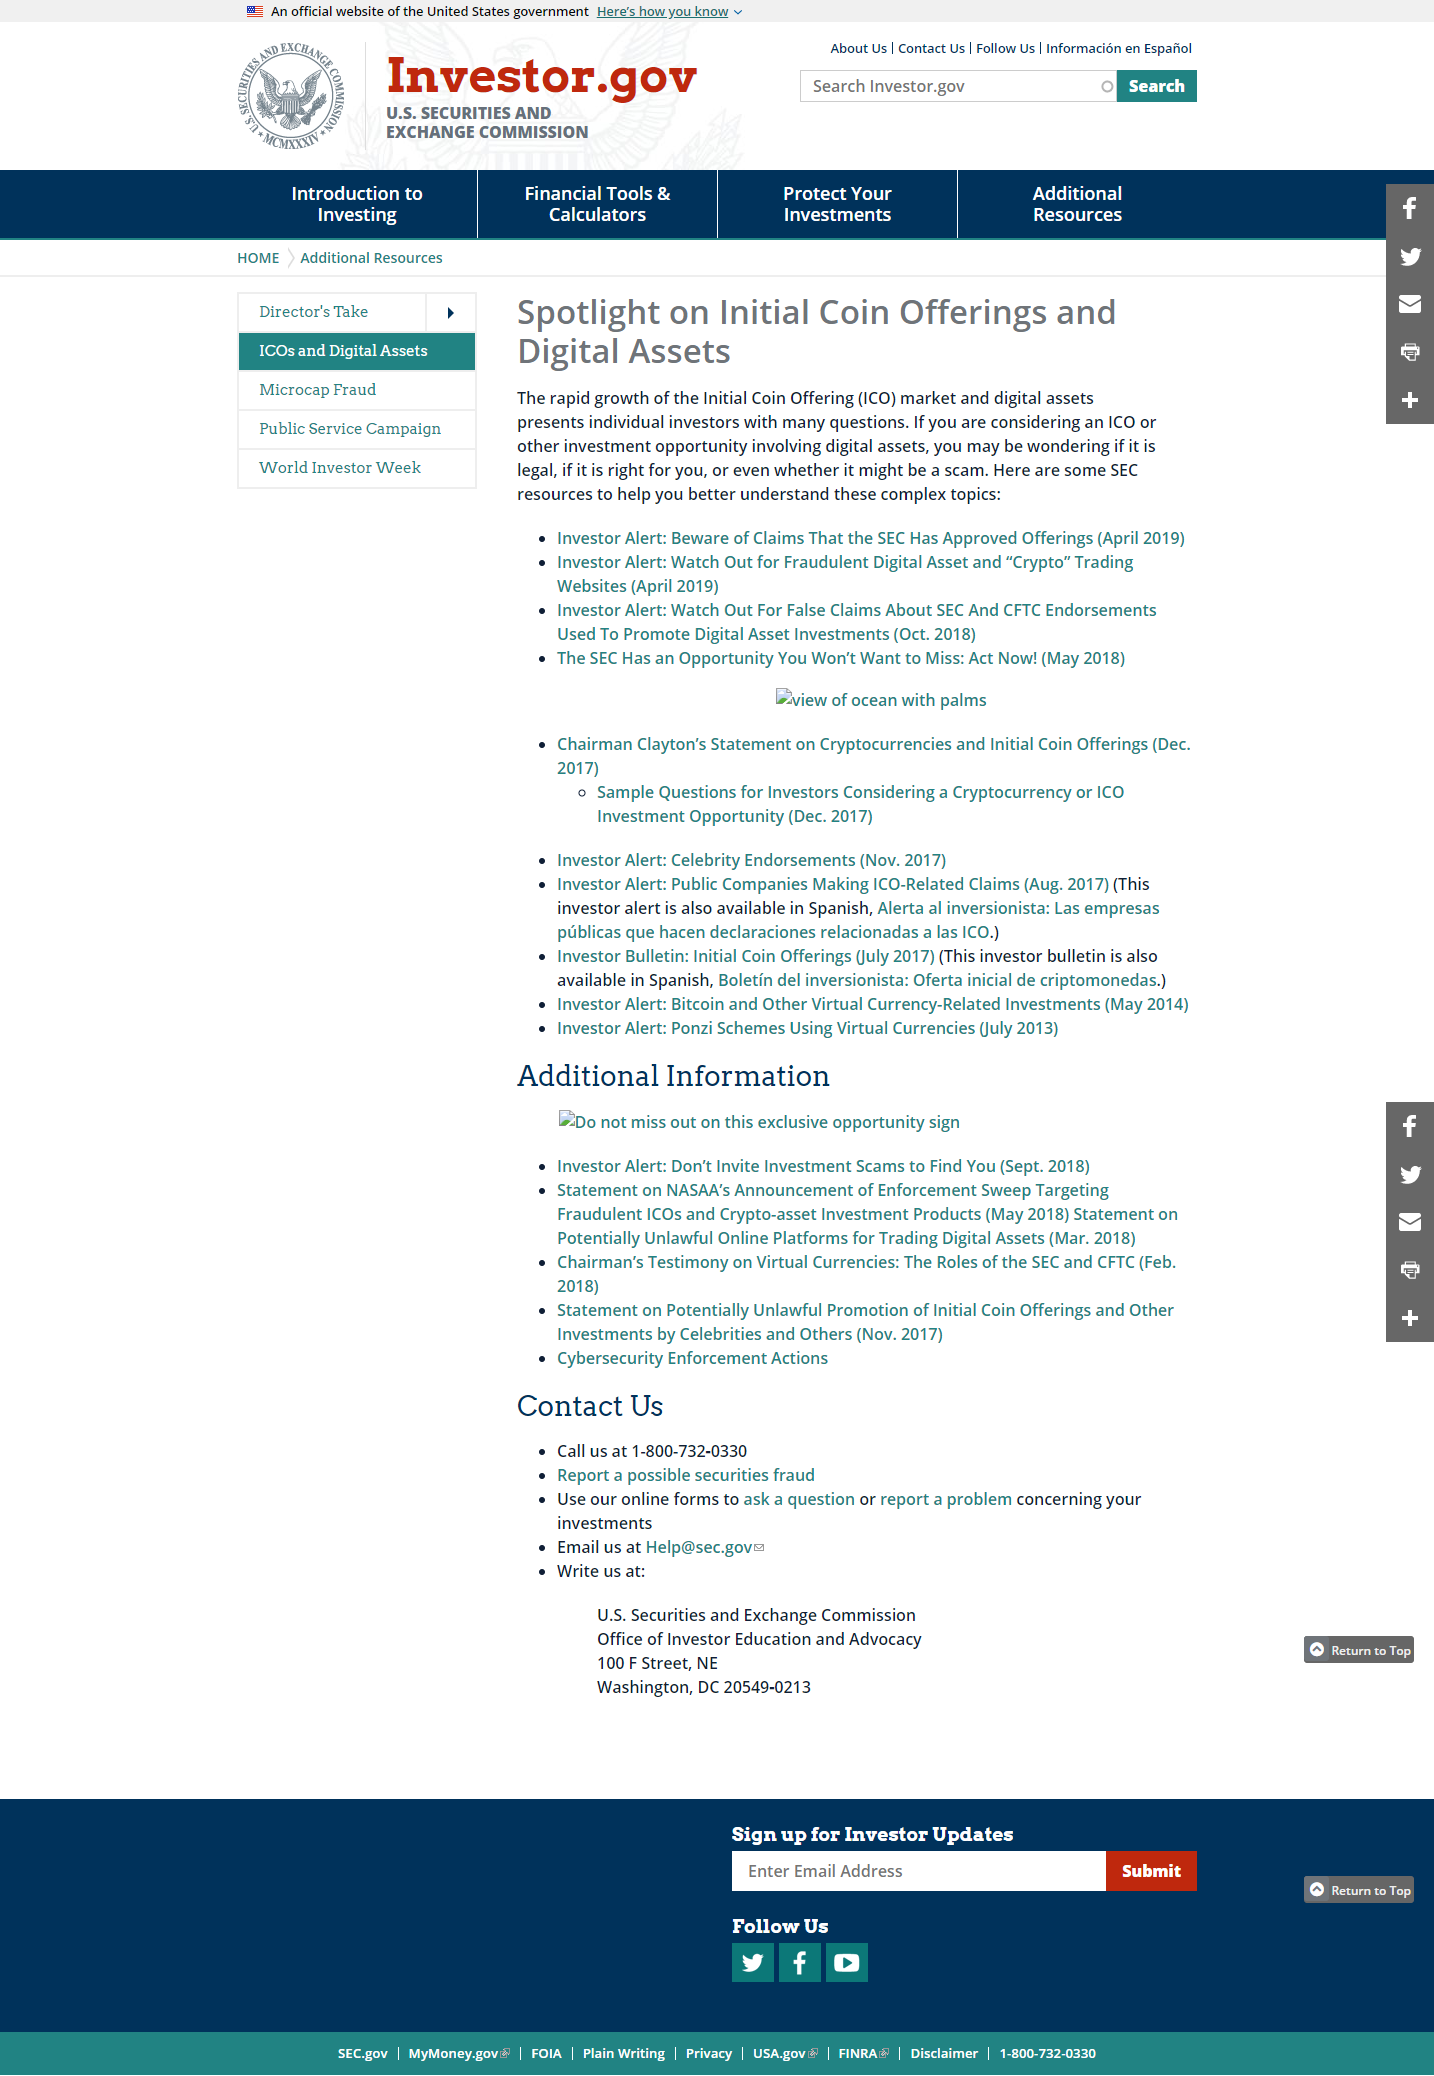 An official website of the United States government Here's how you know
SECURITIES AND EXCHANGE COMMISSION
U.S.
MCMXXXIV
Investor.gov
U.S. SECURITIES AND
EXCHANGE COMMISSION
About Us | Contact Us | Follow Us | Información en Español
Search Investor.gov
Search
Introduction to
Investing
Financial Tools &
Calculators
Protect Your
Investments
Additional
Resources
HOME
Additional Resources
Director's Take
ICOs and Digital Assets
Microcap Fraud
Public Service Campaign
World Investor Week
Spotlight on Initial Coin Offerings and
Digital Assets
The rapid growth of the Initial Coin Offering (ICO) market and digital assets
presents individual investors with many questions. If you are considering an ICO or
other investment opportunity involving digital assets, you may be wondering if it is
legal, if it is right for you, or even whether it might be a scam. Here are some SEC
resources to help you better understand these complex topics:
Investor Alert: Beware of Claims That the SEC Has Approved Offerings (April 2019)
Investor Alert: Watch Out for Fraudulent Digital Asset and “Crypto” Trading
Websites (April 2019)
Investor Alert: Watch Out For False Claims About SEC And CFTC Endorsements
Used To Promote Digital Asset Investments (Oct. 2018)
The SEC Has an Opportunity You Won’t Want to Miss: Act Now! (May 2018)
view of ocean with palms
Chairman Clayton’s Statement on Cryptocurrencies and Initial Coin Offerings (Dec.
2017)
Sample Questions for Investors Considering a Cryptocurrency or ICO
Investment Opportunity (Dec. 2017)
Investor Alert: Celebrity Endorsements (Nov. 2017)
Investor Alert: Public Companies Making ICO-Related Claims (Aug. 2017) (This
investor alert is also available in Spanish, Alerta al inversionista: Las empresas
públicas que hacen declaraciones relacionadas a las ICO.)
Investor Bulletin: Initial Coin Offerings (July 2017) (This investor bulletin is also
available in Spanish, Boletín del inversionista: Oferta inicial de criptomonedas.)
Investor Alert: Bitcoin and Other Virtual Currency-Related Investments (May 2014)
Investor Alert: Ponzi Schemes Using Virtual Currencies (July 2013)
Additional Information
Do not miss out on this exclusive opportunity sign
Investor Alert: Don’t Invite Investment Scams to Find You (Sept. 2018)
Statement on NASAA’s Announcement of Enforcement Sweep Targeting
Fraudulent ICOs and Crypto-asset Investment Products (May 2018) Statement on
Potentially Unlawful Online Platforms for Trading Digital Assets (Mar. 2018)
Chairman’s Testimony on Virtual Currencies: The Roles of the SEC and CFTC (Feb.
2018)
Statement on Potentially Unlawful Promotion of Initial Coin Offerings and Other
Investments by Celebrities and Others (Nov. 2017)
Cybersecurity Enforcement Actions
Contact Us
Call us at 1-800-732-0330
Report a possible securities fraud
Use our online forms to ask a question or report a problem concerning your
investments
Email us at Help@sec.gov
Write us at:
U.S. Securities and Exchange Commission
Office of Investor Education and Advocacy
100 F Street, NE
Washington, DC 20549-0213
Return to Top
Sign up for Investor Updates
Enter Email Address
Submit
Return to Top
Follow Us
SEC.gov | MyMoney.gov | FOIA | Plain Writing | Privacy | USA.gov | FINRA | Disclaimer | 1-800-732-0330